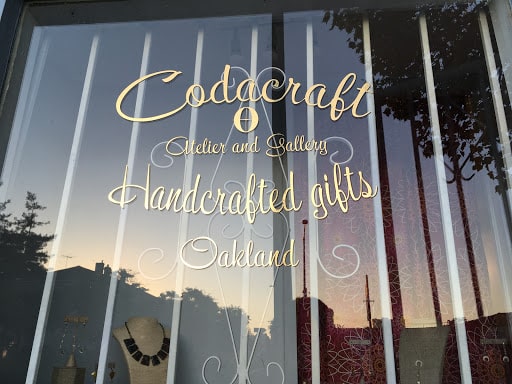 Codacraft
Atelier and Gallery
Handcrafted gifts
Oakland